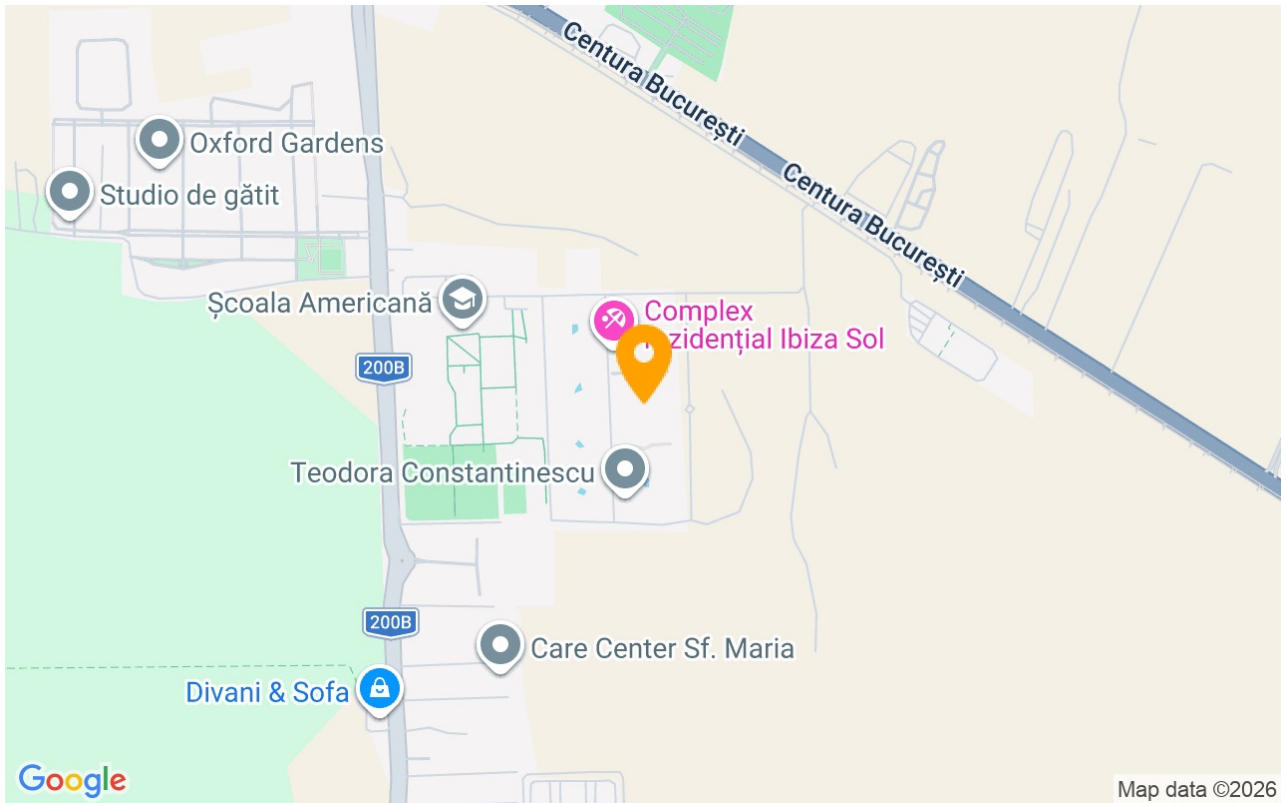 Centura București
Centura București
Oxford Gardens
Studio de gătit
Școala Americană
Complex
zidențial Ibiza Sol
200B
Teodora Constantinescu
200B
Care Center Sf. Maria
Divani & Sofa
Google
Map data ©2026